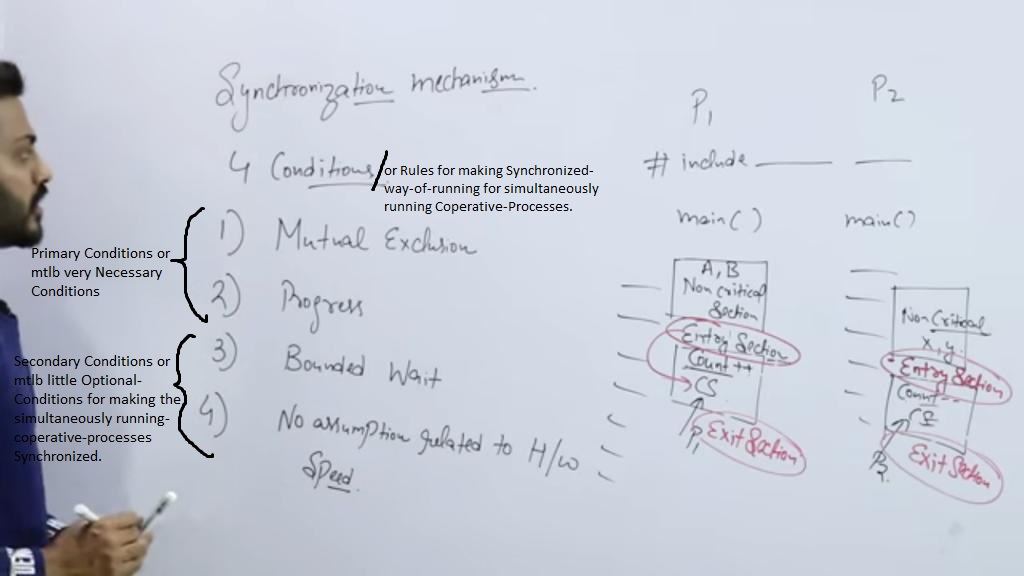 Synchronization mechanism.
4 Conditions
or Rules for making Synchronized-
way-of-running for simultaneously
running Coperative-Processes.
Primary Conditions or
mtlb very Necessary
Conditions
1) Mutual Exclusion
2) Progress
Secondary Conditions or
mtlb little Optional-
Conditions for making the
simultaneously running-
coperative-processes
Synchronized.
3) Bounded Wait
4) No assumption related to H/w
Speed.
P1
# include
main( )
A, B
Non critical
Section
Entry Section
Count++
CS
P1
Exit Section
P2
main()
Non Critical
x, y.
Entry Section
Count--
CS
P2.
Exit Section